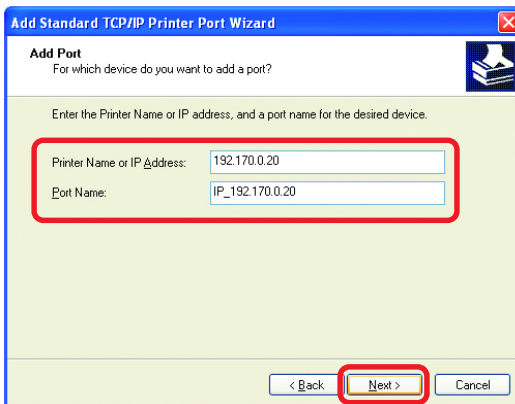 Add Standard TCP/IP Printer Port Wizard
Add Port
For which device do you want to add a port?
Enter the Printer Name or IP address, and a port name for the desired device.
Printer Name or IP Address: 192.170.0.20
Port Name: IP_192.170.0.20
< Back Next > Cancel